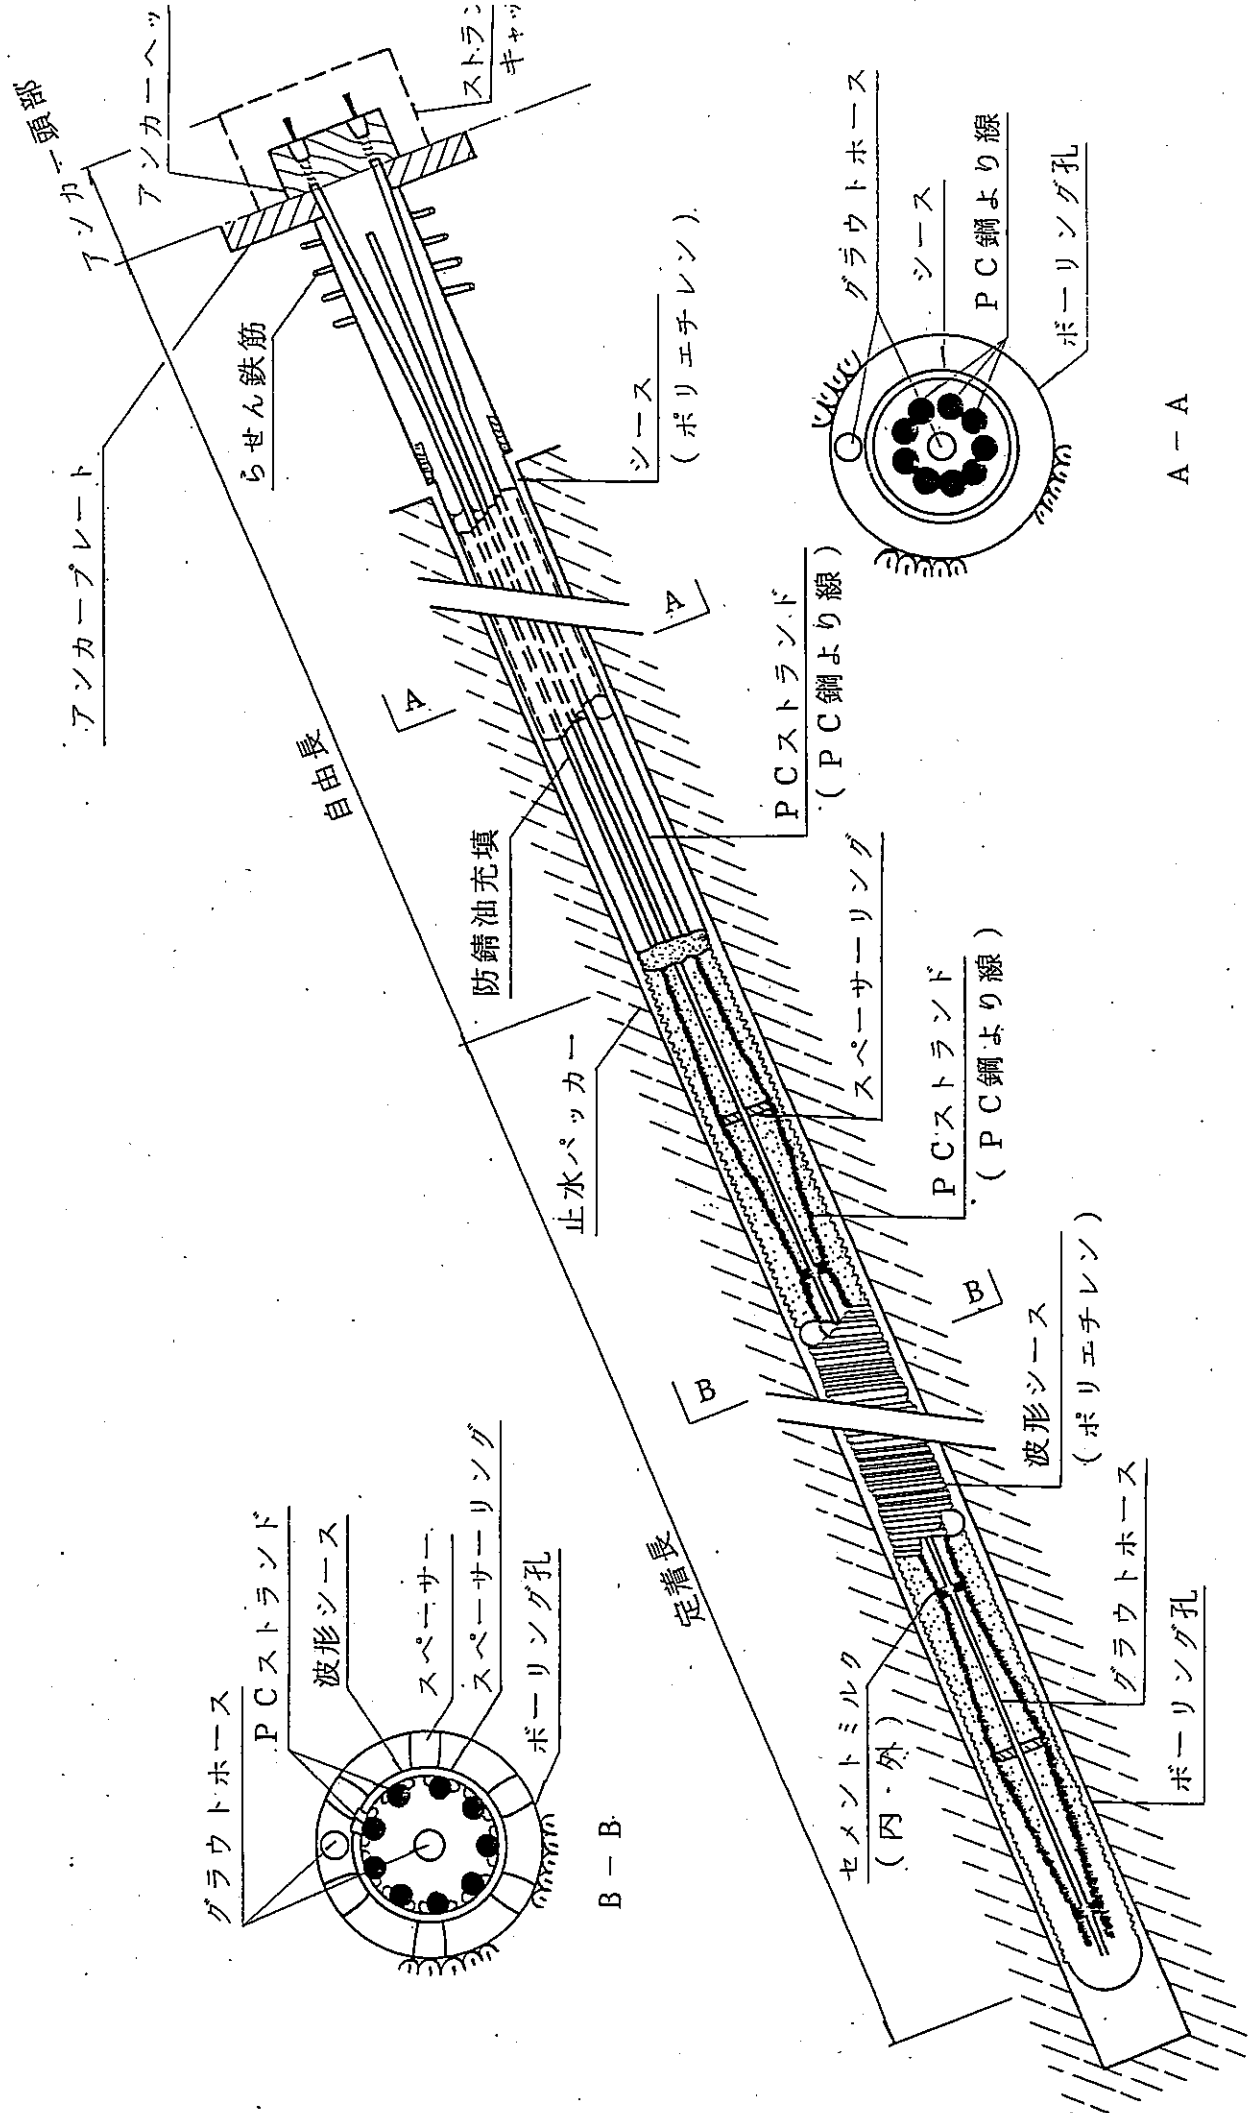 アンカー頭部
アンカーヘッ
ストラン
キャッ
アンカープレート
らせん鉄筋
シース
(ポリエチレン)
自由長
A
A
防錆油充填
PCストランド
(PC鋼より線)
止水パッカー
スペーサーリング
PCストランド
(PC鋼より線)
B
B
波形シース
(ポリエチレン)
定着長
セメントミルク
(内・外)
グラウトホース
ボーリング孔
グラウトホース
シース
PC鋼より線
ボーリング孔
A-A
グラウトホース
PCストランド
波形シース
スペーサー
スペーサーリング
ボーリング孔
B-B